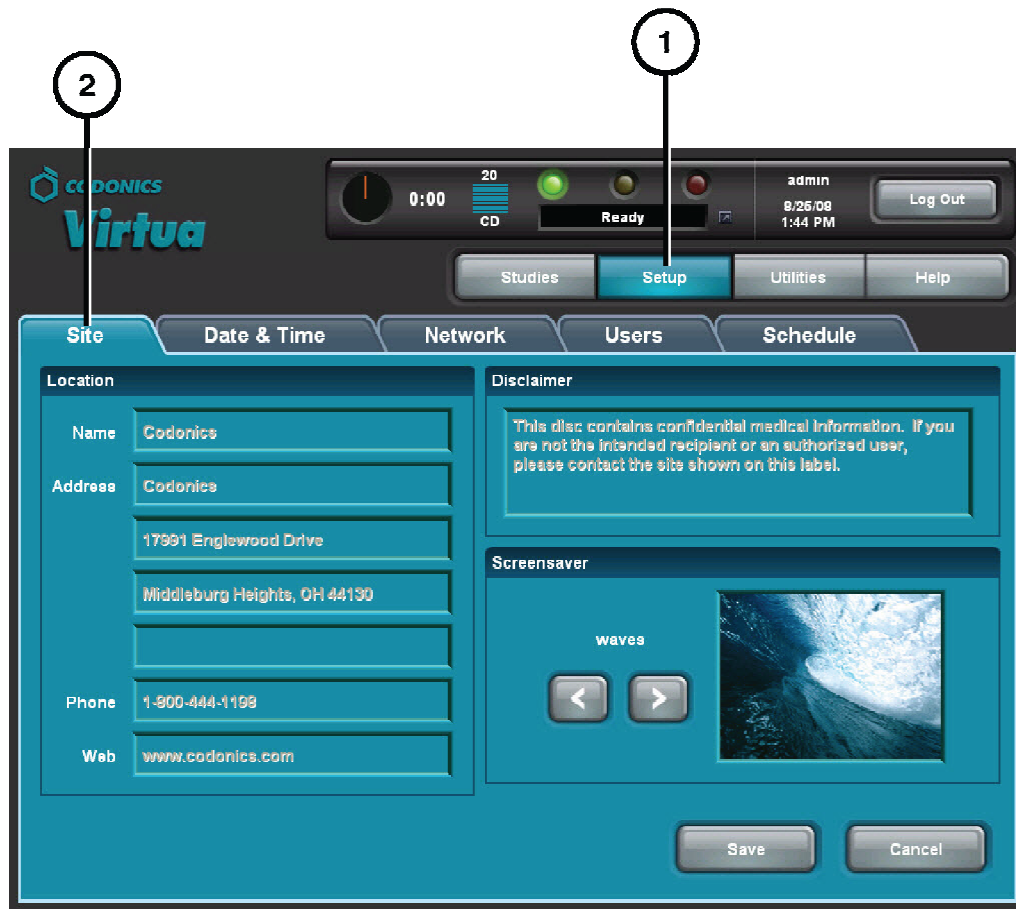 1
2
CODONICS
Virtua
0:00
20
CD
Ready
admin
9/25/09
1:44 PM
Log Out
Studies
Setup
Utilities
Help
Site
Date & Time
Network
Users
Schedule
Location
Name
Codonics
Address
Codonics
17991 Englewood Drive
Middleburg Heights, OH 44130
Phone
1-800-444-1198
Web
www.codonics.com
Disclaimer
This disc contains confidential medical information. If you
are not the intended recipient or an authorized user,
please contact the site shown on this label.
Screensaver
waves
<
>
Save
Cancel